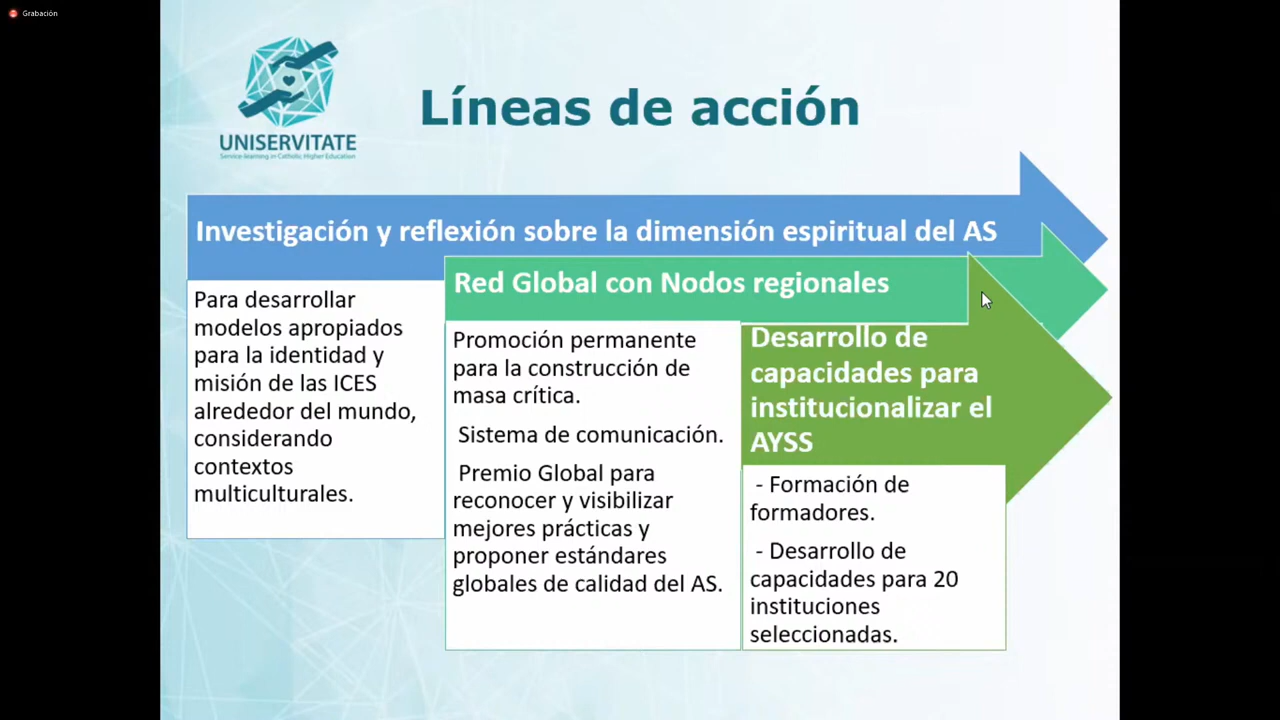 Grabación
UNISERVITATE
Service-learning in Catholic Higher Education
Líneas de acción
Investigación y reflexión sobre la dimensión espiritual del AS
Para desarrollar
modelos apropiados
para la identidad y
misión de las ICES
alrededor del mundo,
considerando
contextos
multiculturales.
Red Global con Nodos regionales
Promoción permanente
para la construcción de
masa crítica.
Sistema de comunicación.
Premio Global para
reconocer y visibilizar
mejores prácticas y
proponer estándares
globales de calidad del AS.
Desarrollo de
capacidades para
institucionalizar el
AYSS
- Formación de
formadores.
- Desarrollo de
capacidades para 20
instituciones
seleccionadas.